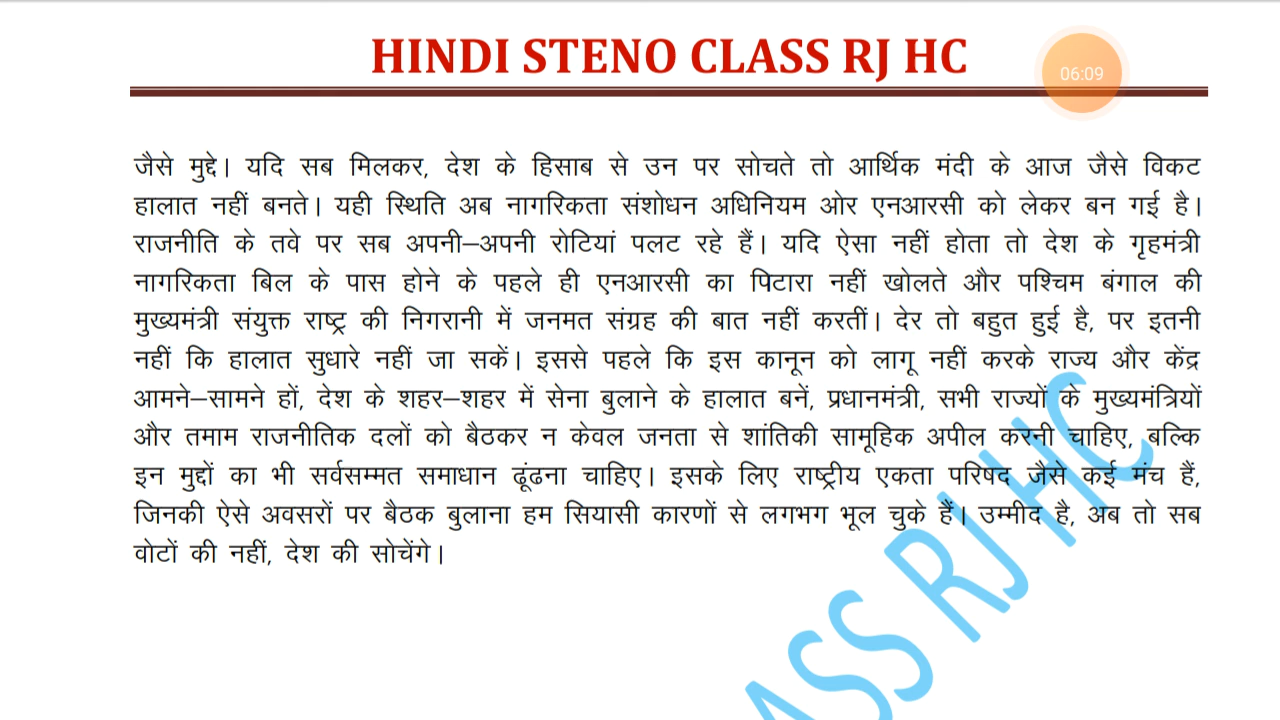 HINDI STENO CLASS RJ HC
06:09
जैसे मुद्दे। यदि सब मिलकर, देश के हिसाब से उन पर सोचते तो आर्थिक मंदी के आज जैसे विकट
हालात नहीं बनते। यही स्थिति अब नागरिकता संशोधन अधिनियम ओर एनआरसी को लेकर बन गई है।
राजनीति के तवे पर सब अपनी–अपनी रोटियां पलट रहे हैं। यदि ऐसा नहीं होता तो देश के गृहमंत्री
नागरिकता बिल के पास होने के पहले ही एनआरसी का पिटारा नहीं खोलते और पश्चिम बंगाल की
मुख्यमंत्री संयुक्त राष्ट्र की निगरानी में जनमत संग्रह की बात नहीं करतीं। देर तो बहुत हुई है, पर इतनी
नहीं कि हालात सुधारे नहीं जा सकें। इससे पहले कि इस कानून को लागू नहीं करके राज्य और केंद्र
आमने–सामने हों, देश के शहर–शहर में सेना बुलाने के हालात बनें, प्रधानमंत्री, सभी राज्यों के मुख्यमंत्रियों
और तमाम राजनीतिक दलों को बैठकर न केवल जनता से शांतिकी सामूहिक अपील करनी चाहिए, बल्कि
इन मुद्दों का भी सर्वसम्मत समाधान ढूंढना चाहिए। इसके लिए राष्ट्रीय एकता परिषद जैसे कई मंच हैं,
जिनकी ऐसे अवसरों पर बैठक बुलाना हम सियासी कारणों से लगभग भूल चुके हैं। उम्मीद है, अब तो सब
वोटों की नहीं, देश की सोचेंगे।
ASS RJ HC